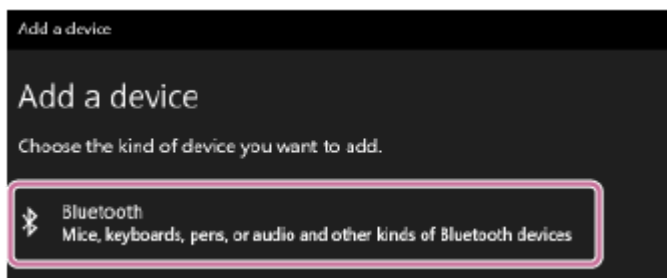 Add a device
Add a device
Choose the kind of device you want to add.
Bluetooth
Mice, keyboards, pens, or audio and other kinds of Bluetooth devices